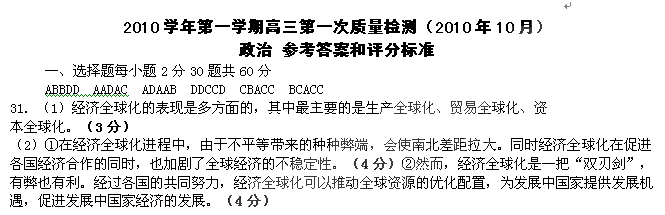 2010学年第一学期高三第一次质量检测（2010年10月）
政治 参考答案和评分标准
一、选择题每小题2分30题共60分
ABBDD AADAC ADAAB DDCCD CBACC BCACC
31.（1）经济全球化的表现是多方面的，其中最主要的是生产全球化、贸易全球化、资
本全球化。（3分）
（2）①在经济全球化进程中，由于不平等带来的种种弊端，会使南北差距拉大。同时经济全球化在促进
各国经济合作的同时，也加剧了全球经济的不稳定性。（4分）②然而，经济全球化是一把“双刃剑”，
有弊也有利。经过各国的共同努力，经济全球化可以推动全球资源的优化配置，为发展中国家提供发展机
遇，促进发展中国家经济的发展。（4分）